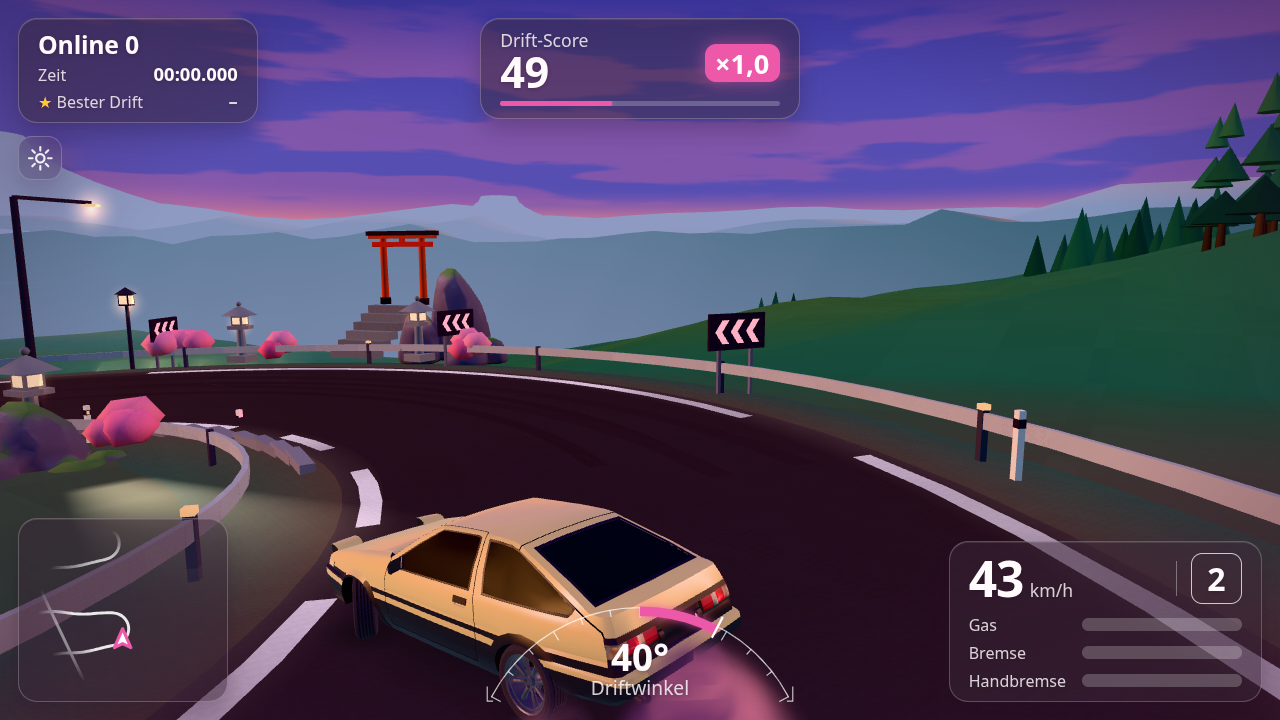 Online 0
Zeit 00:00.000
★ Bester Drift –
Drift-Score
49
×1,0
40°
Driftwinkel
43 km/h
2
Gas
Bremse
Handbremse